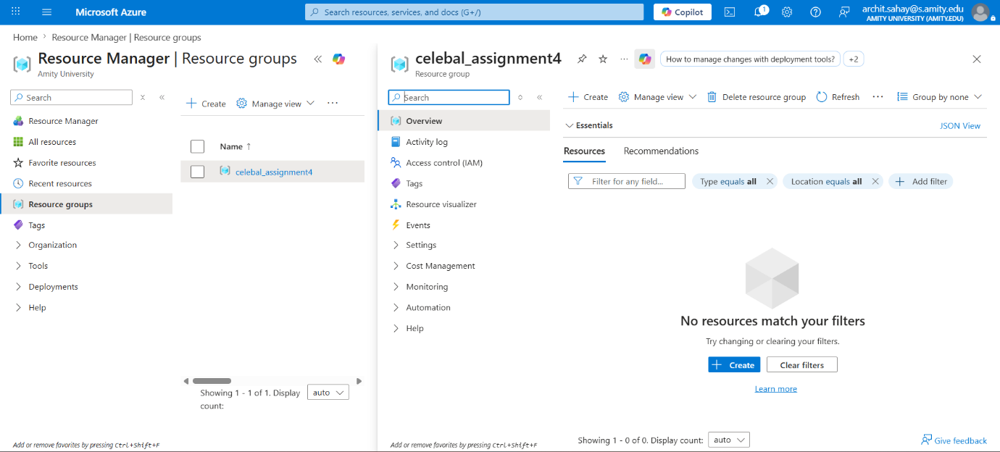 Microsoft Azure
Search resources, services, and docs (G+/)
Copilot
1
archit.sahay@s.amity.edu
AMITY UNIVERSITY (AMITY.EDU)
Home > Resource Manager | Resource groups
Resource Manager | Resource groups
Amity University
Search
Resource Manager
All resources
Favorite resources
Recent resources
Resource groups
Tags
Organization
Tools
Deployments
Help
Add or remove favorites by pressing Ctrl+Shift+F
Create Manage view
Name ↑
celebal_assignment4
Showing 1 - 1 of 1. Display
count:
auto
celebal_assignment4
Resource group
How to manage changes with deployment tools?
+2
Search
Overview
Activity log
Access control (IAM)
Tags
Resource visualizer
Events
Settings
Cost Management
Monitoring
Automation
Help
Add or remove favorites by pressing Ctrl+Shift+F
Create Manage view Delete resource group Refresh Group by none
Essentials
JSON View
Resources Recommendations
Filter for any field...
Type equals all
Location equals all
Add filter
No resources match your filters
Try changing or clearing your filters.
Create
Clear filters
Learn more
Showing 1 - 0 of 0. Display count: auto
Give feedback